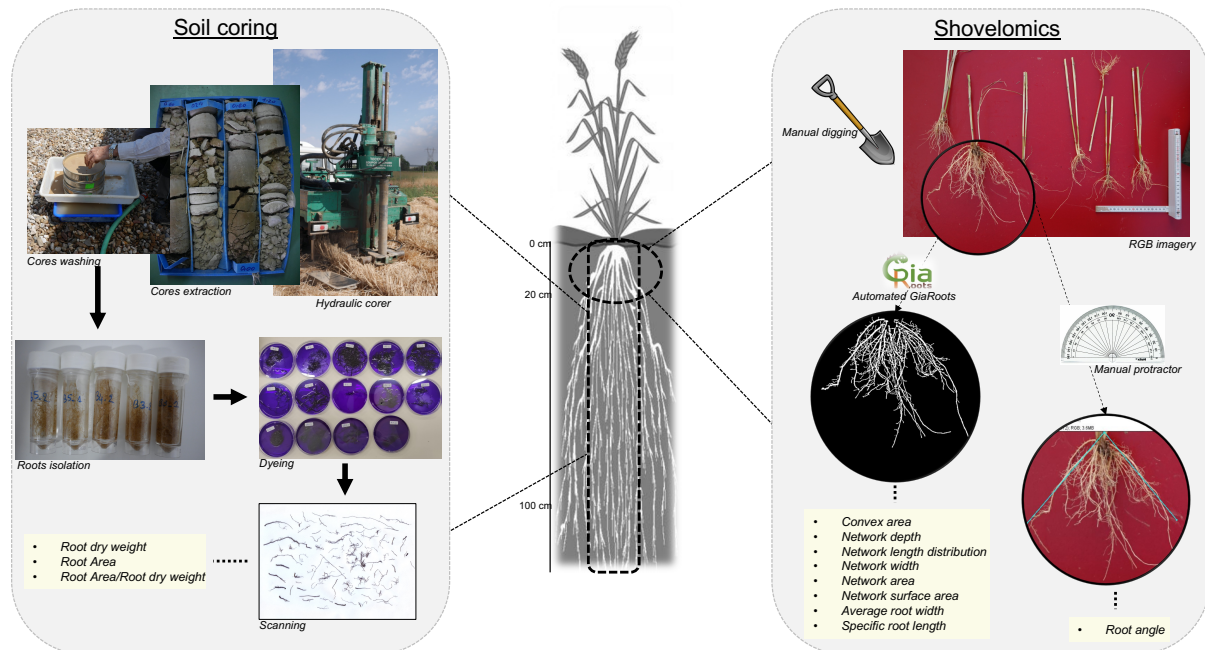 Soil coring
Cores washing
Cores extraction
Hydraulic corer
Roots isolation
Dyeing
• Root dry weight
• Root Area
• Root Area/Root dry weight
Scanning
0 cm
20 cm
100 cm
Shovelomics
Manual digging
RGB imagery
Gia
Roots
Automated GiaRoots
Manual protractor
• Convex area
• Network depth
• Network length distribution
• Network width
• Network area
• Network surface area
• Average root width
• Specific root length
• Root angle